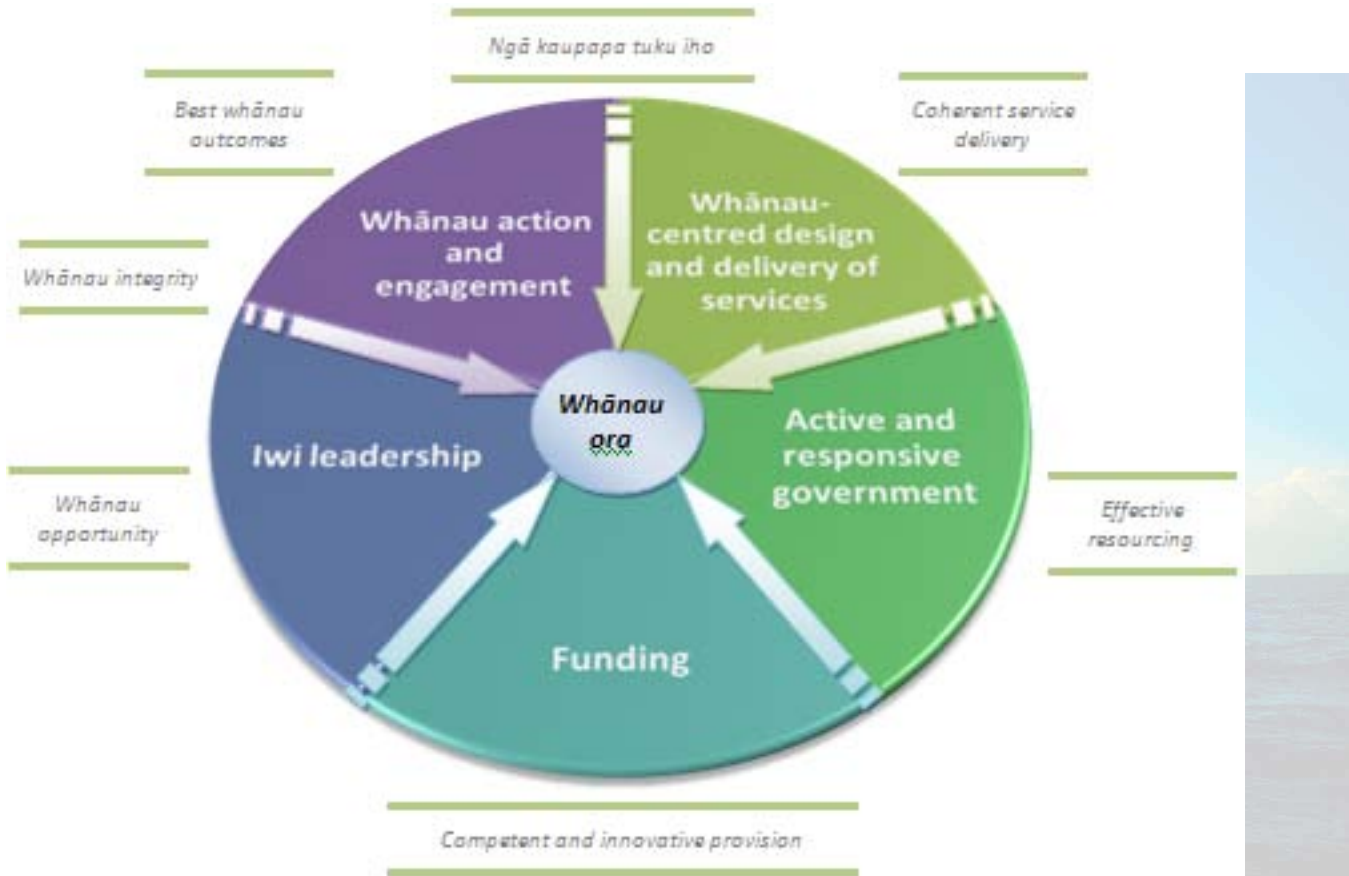 Ngā kaupapa tuku iho
Best whānau
outcomes
Coherent service
delivery
Whānau action
and
engagement
Whānau-
centred design
and delivery of
services
Whānau integrity
Whānau
ora
Iwi leadership
Active and
responsive
government
Whānau
opportunity
Effective
resourcing
Funding
Competent and innovative provision